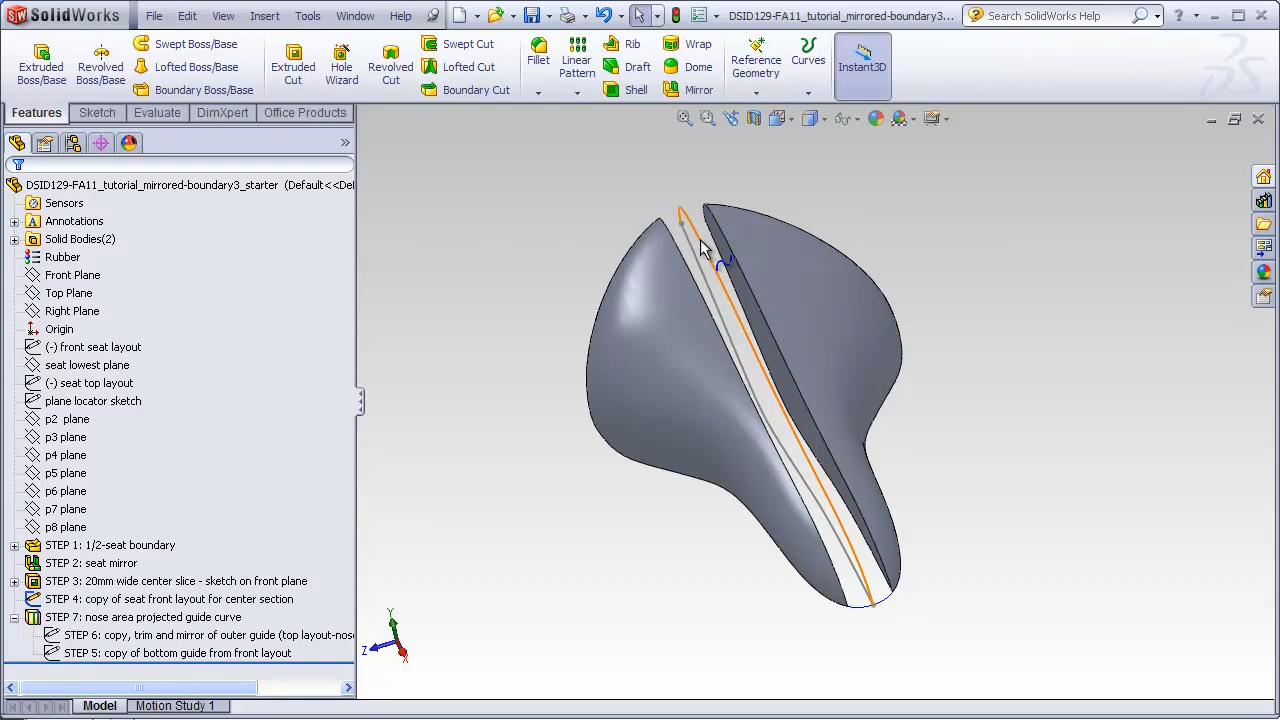 SolidWorks File Edit View Insert Tools Window Help DSID129-FA11_tutorial_mirrored-boundary3... Search SolidWorks Help
Extruded Boss/Base
Revolved Boss/Base
Swept Boss/Base
Lofted Boss/Base
Boundary Boss/Base
Extruded Cut
Hole Wizard
Revolved Cut
Swept Cut
Lofted Cut
Boundary Cut
Fillet
Linear Pattern
Rib
Draft
Shell
Wrap
Dome
Mirror
Reference Geometry
Curves
Instant3D
Features Sketch Evaluate DimXpert Office Products
DSID129-FA11_tutorial_mirrored-boundary3_starter (Default<<De
Sensors
Annotations
Solid Bodies(2)
Rubber
Front Plane
Top Plane
Right Plane
Origin
(-) front seat layout
seat lowest plane
(-) seat top layout
plane locator sketch
p2 plane
p3 plane
p4 plane
p5 plane
p6 plane
p7 plane
p8 plane
STEP 1: 1/2-seat boundary
STEP 2: seat mirror
STEP 3: 20mm wide center slice - sketch on front plane
STEP 4: copy of seat front layout for center section
STEP 7: nose area projected guide curve
STEP 6: copy, trim and mirror of outer guide (top layout-nose
STEP 5: copy of bottom guide from front layout
Y
Z
X
Model Motion Study 1